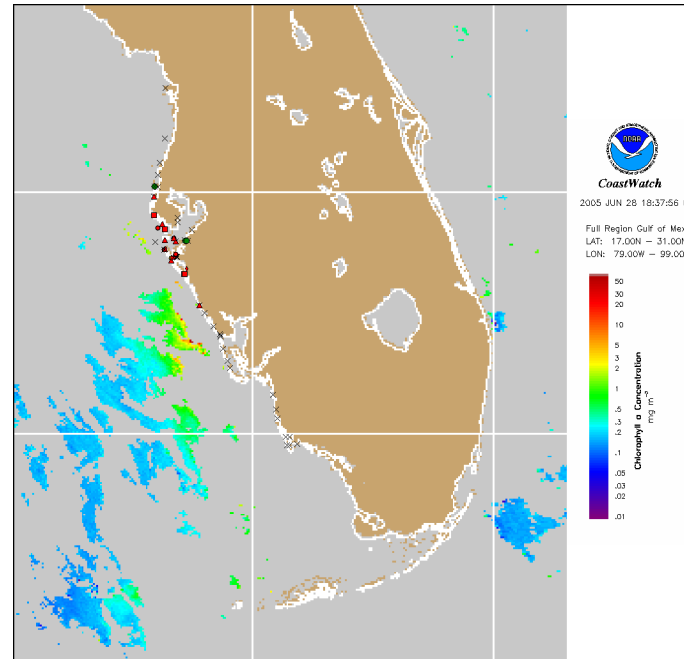 NOAA
CoastWatch
2005 JUN 28 18:37:56
Full Region Gulf of
LAT: 17.00N – 31.00N
LON: 79.00W – 99.00
50
30
20
10
5
3
2
1
.5
.3
.2
.1
.05
.03
.02
.01
Chlorophyll a Concentration
mg m⁻³